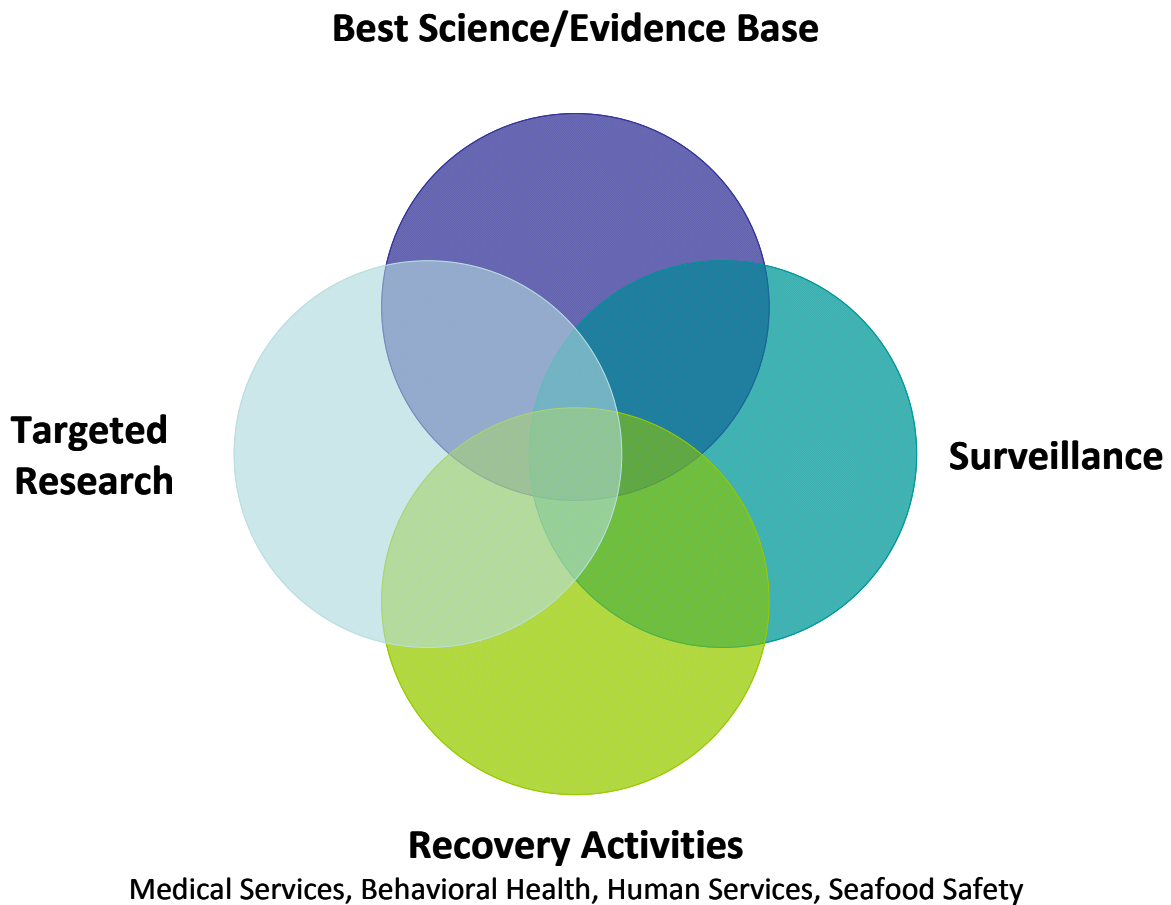 Best Science/Evidence Base
Targeted
Research
Surveillance
Recovery Activities
Medical Services, Behavioral Health, Human Services, Seafood Safety